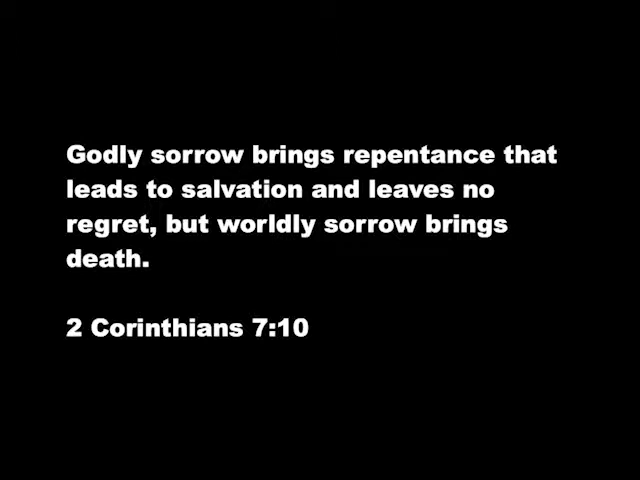 Godly sorrow brings repentance that
leads to salvation and leaves no
regret, but worldly sorrow brings
death.
2 Corinthians 7:10